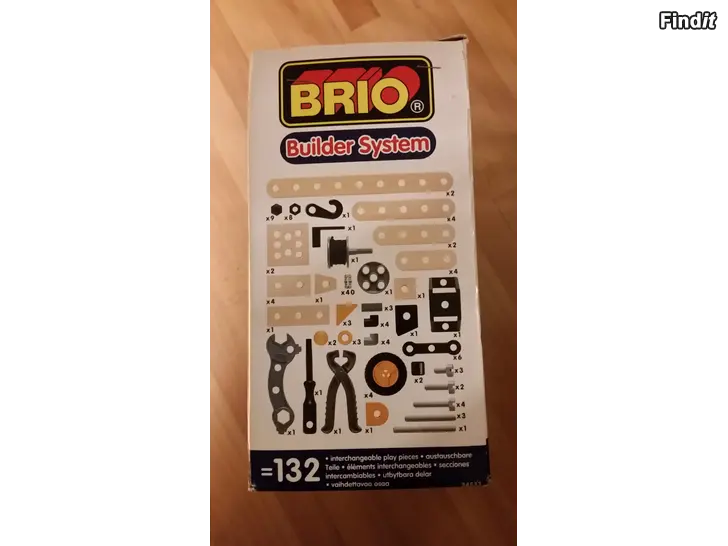 Findit
BRIO®
Builder System
x2
x9
x8
x1
x4
x1
x2
x2
x1
x4
x4
x1
x40
x1
x1
x3
x4
x1
x1
x1
x2
x3
x4
x6
x2
x3
x2
x4
x3
x1
x1
x1
x4
x1
x1
=132
• interchangeable play pieces • austauschbare
Teile • éléments interchangeables • secciones
intercambiables • utbytbara delar
• vaihdettavaa osaa